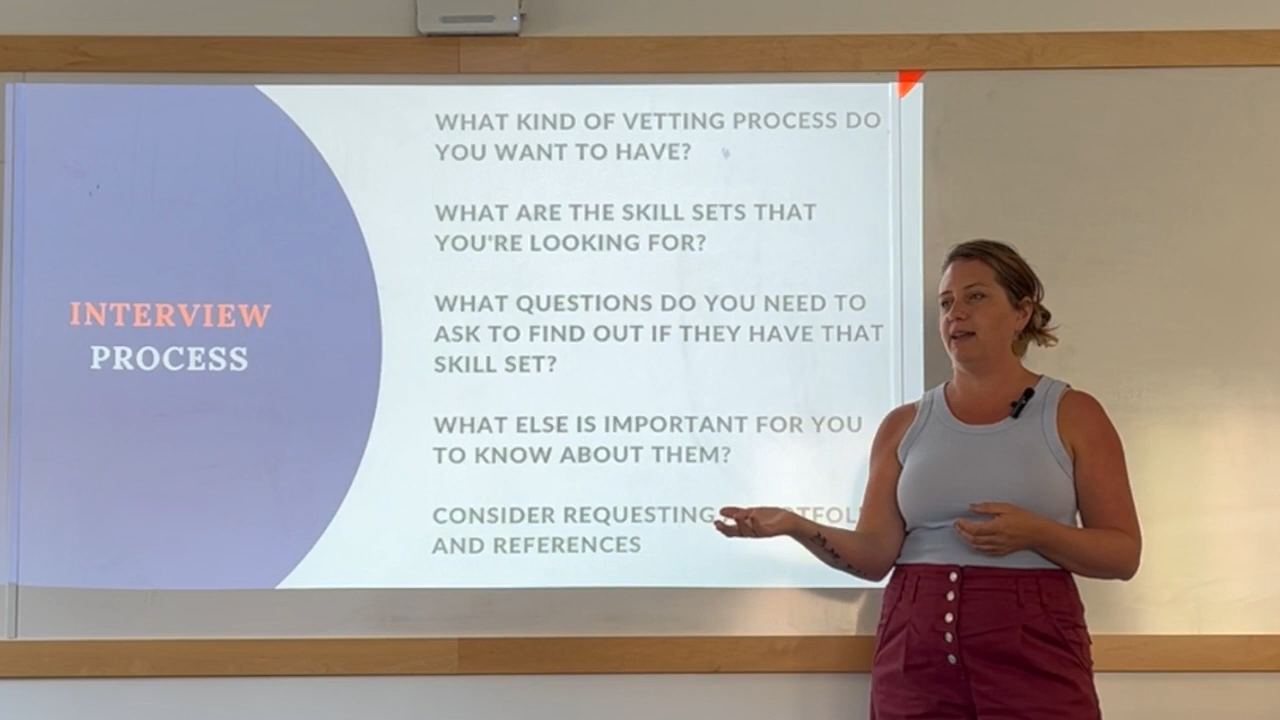 INTERVIEW
PROCESS
WHAT KIND OF VETTING PROCESS DO
YOU WANT TO HAVE?
WHAT ARE THE SKILL SETS THAT
YOU'RE LOOKING FOR?
WHAT QUESTIONS DO YOU NEED TO
ASK TO FIND OUT IF THEY HAVE THAT
SKILL SET?
WHAT ELSE IS IMPORTANT FOR YOU
TO KNOW ABOUT THEM?
CONSIDER REQUESTING
AND REFERENCES